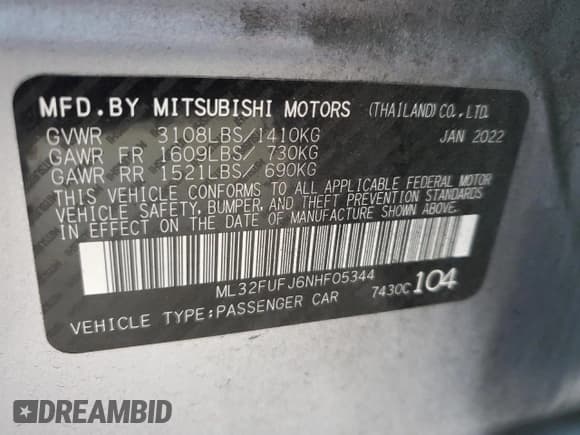 MFD.BY MITSUBISHI MOTORS (THAILAND) CO., LTD.
GVWR 3108LBS/1410KG JAN 2022
GAWR FR 1609LBS/ 730KG
GAWR RR 1521LBS/ 690KG
THIS VEHICLE CONFORMS TO ALL APPLICABLE FEDERAL MOTOR
VEHICLE SAFETY, BUMPER, AND THEFT PREVENTION STANDARDS
IN EFFECT ON THE DATE OF MANUFACTURE SHOWN ABOVE.
ML32FUFJ6NHF05344
VEHICLE TYPE:PASSENGER CAR 7430C 104
DREAMBID